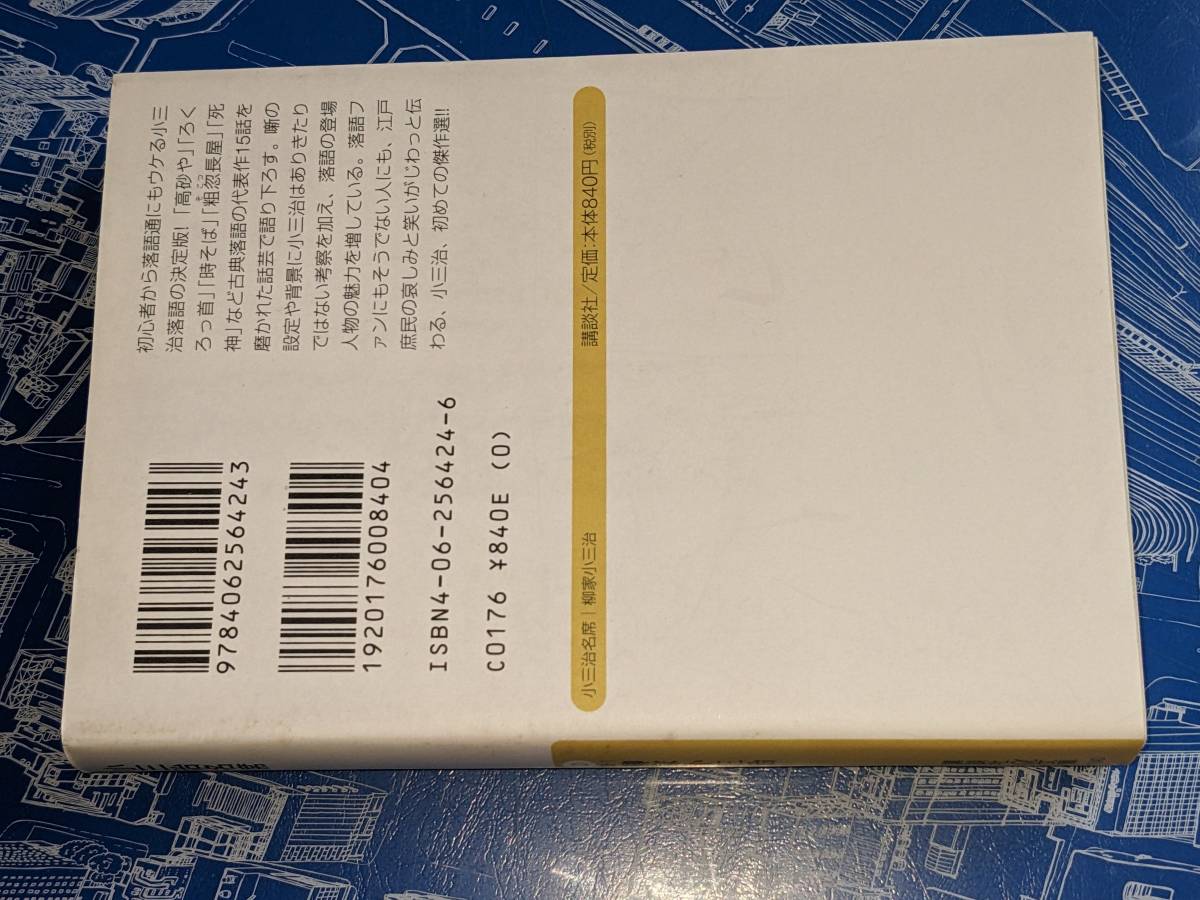 初心者から落語通にもウケる小三
治落語の決定版!「高砂や」「ろく
ろっ首」「時そば」「粗忽長屋」「死
そこつ
神」など古典落語の代表作15話を
磨かれた話芸で語り下ろす。噺の
設定や背景に小三治はありきたり
ではない考察を加え、落語の登場
人物の魅力を増している。落語フ
ァンにもそうでない人にも、江戸
庶民の哀しみと笑いがじわっと伝
わる、小三治、初めての傑作選!!
9784062564243
1920176008404
ISBN4-06-256424-6
C0176 ¥840E (0)
小三治名席|柳家小三治
講談社/定価:本体840円(税別)